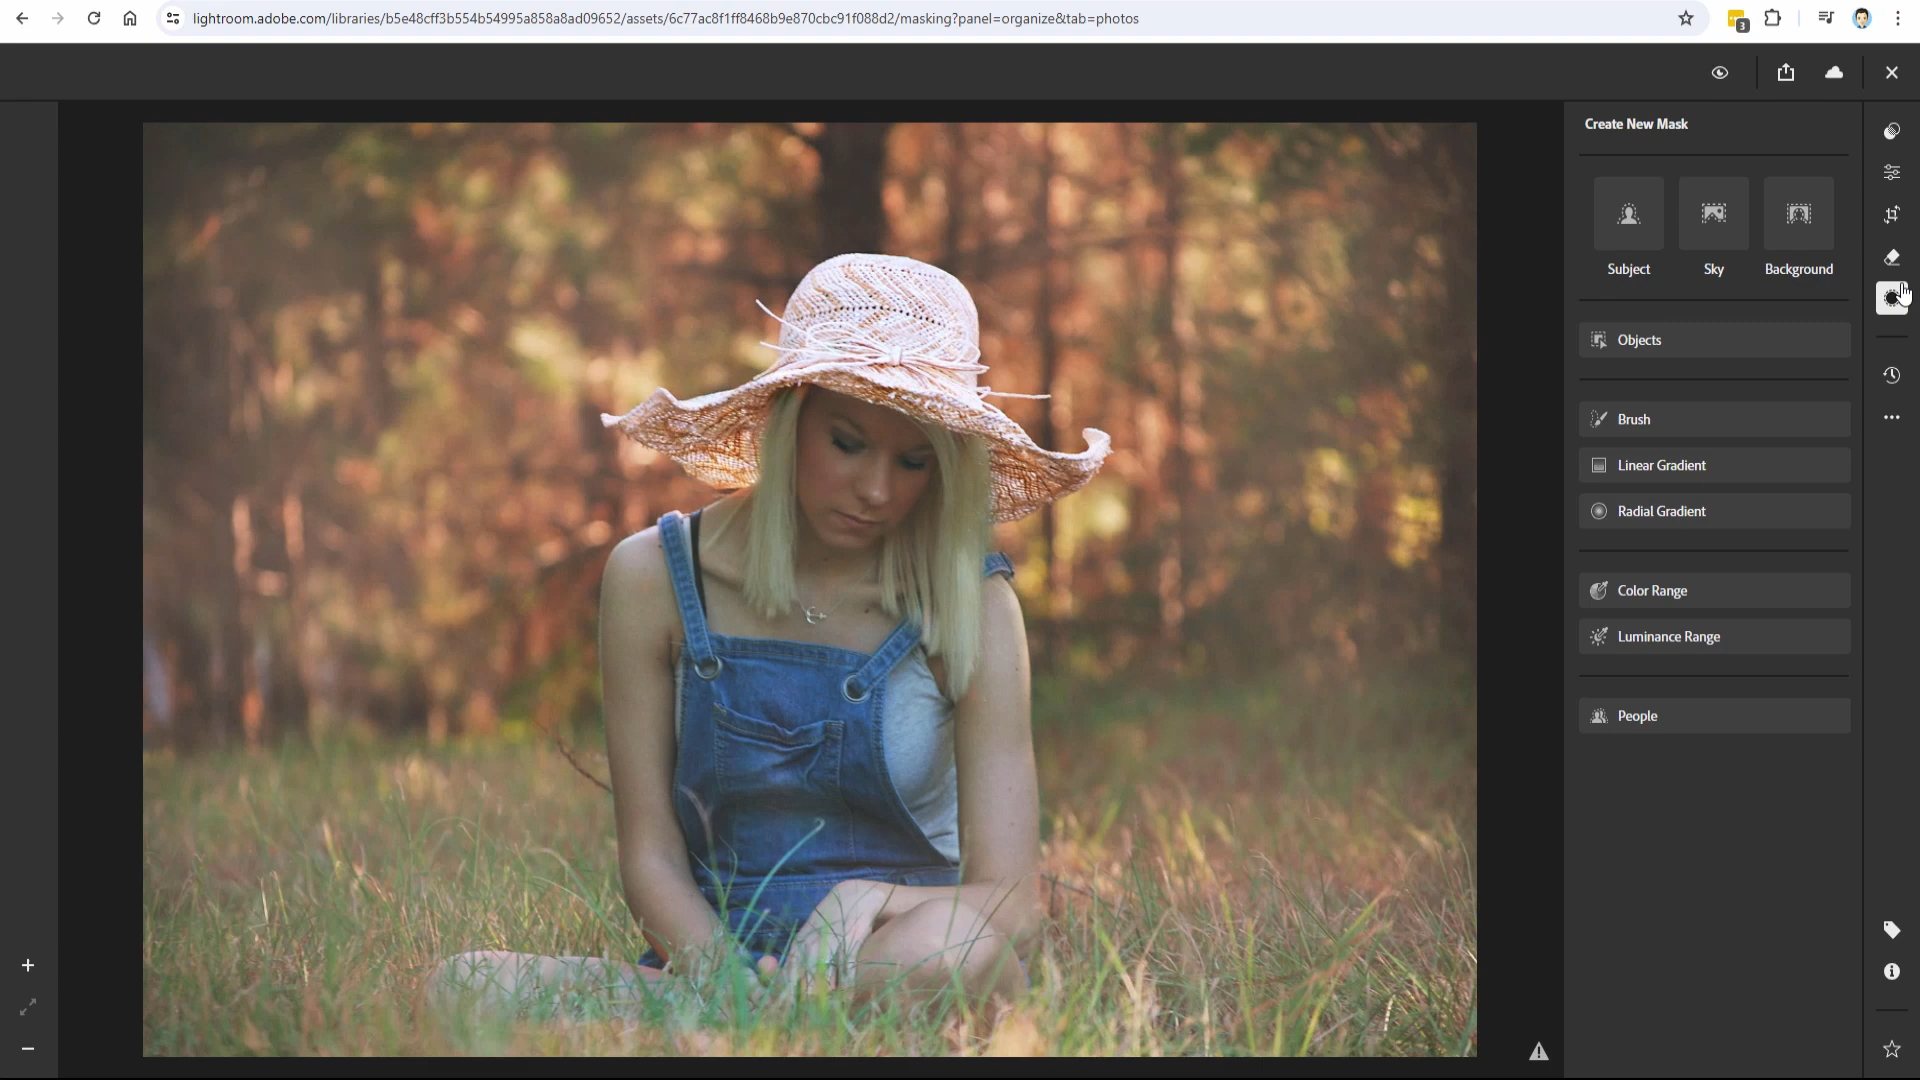 lightroom.adobe.com/libraries/b5e48cff3b554b54995a858a8ad09652/assets/6c77ac8f1ff8468b9e870cbc91f088d2/masking?panel=organize&tab=photos
3
Create New Mask
Subject
Sky
Background
Objects
Brush
Linear Gradient
Radial Gradient
Color Range
Luminance Range
People